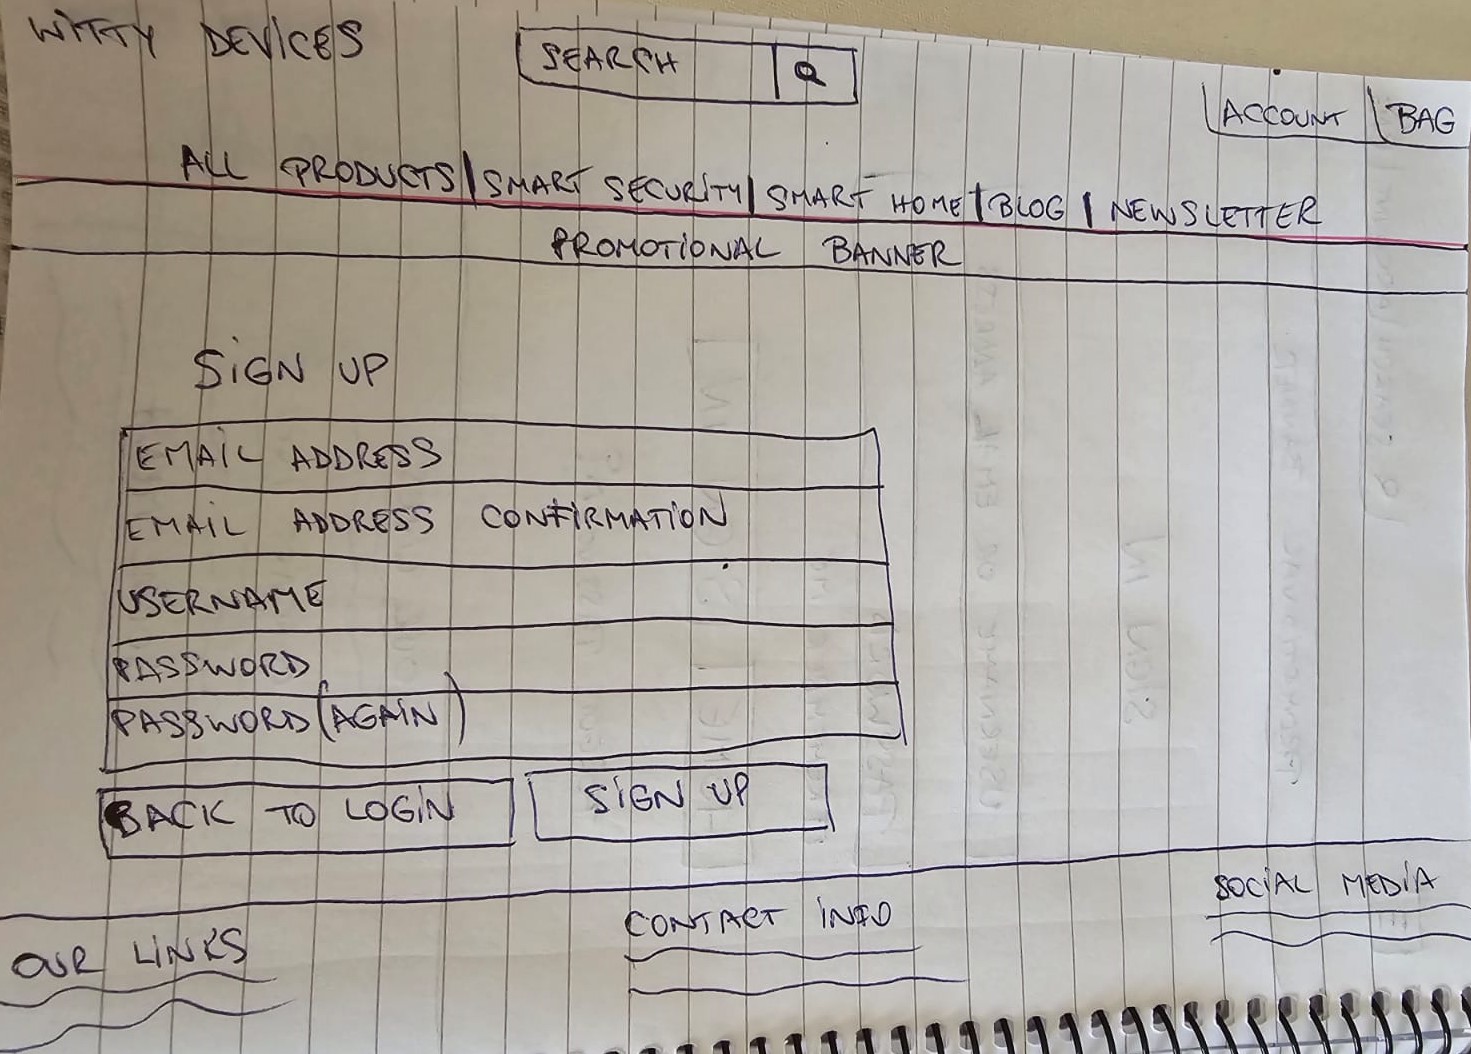 WITTY DEVICES
SEARCH
ACCOUNT | BAG
ALL PRODUCTS | SMART SECURITY | SMART HOME | BLOG | NEWSLETTER
PROMOTIONAL BANNER
SIGN UP
EMAIL ADDRESS
EMAIL ADDRESS CONFIRMATION
USERNAME
PASSWORD
PASSWORD (AGAIN)
BACK TO LOGIN
SIGN UP
OUR LINKS
CONTACT INFO
SOCIAL MEDIA